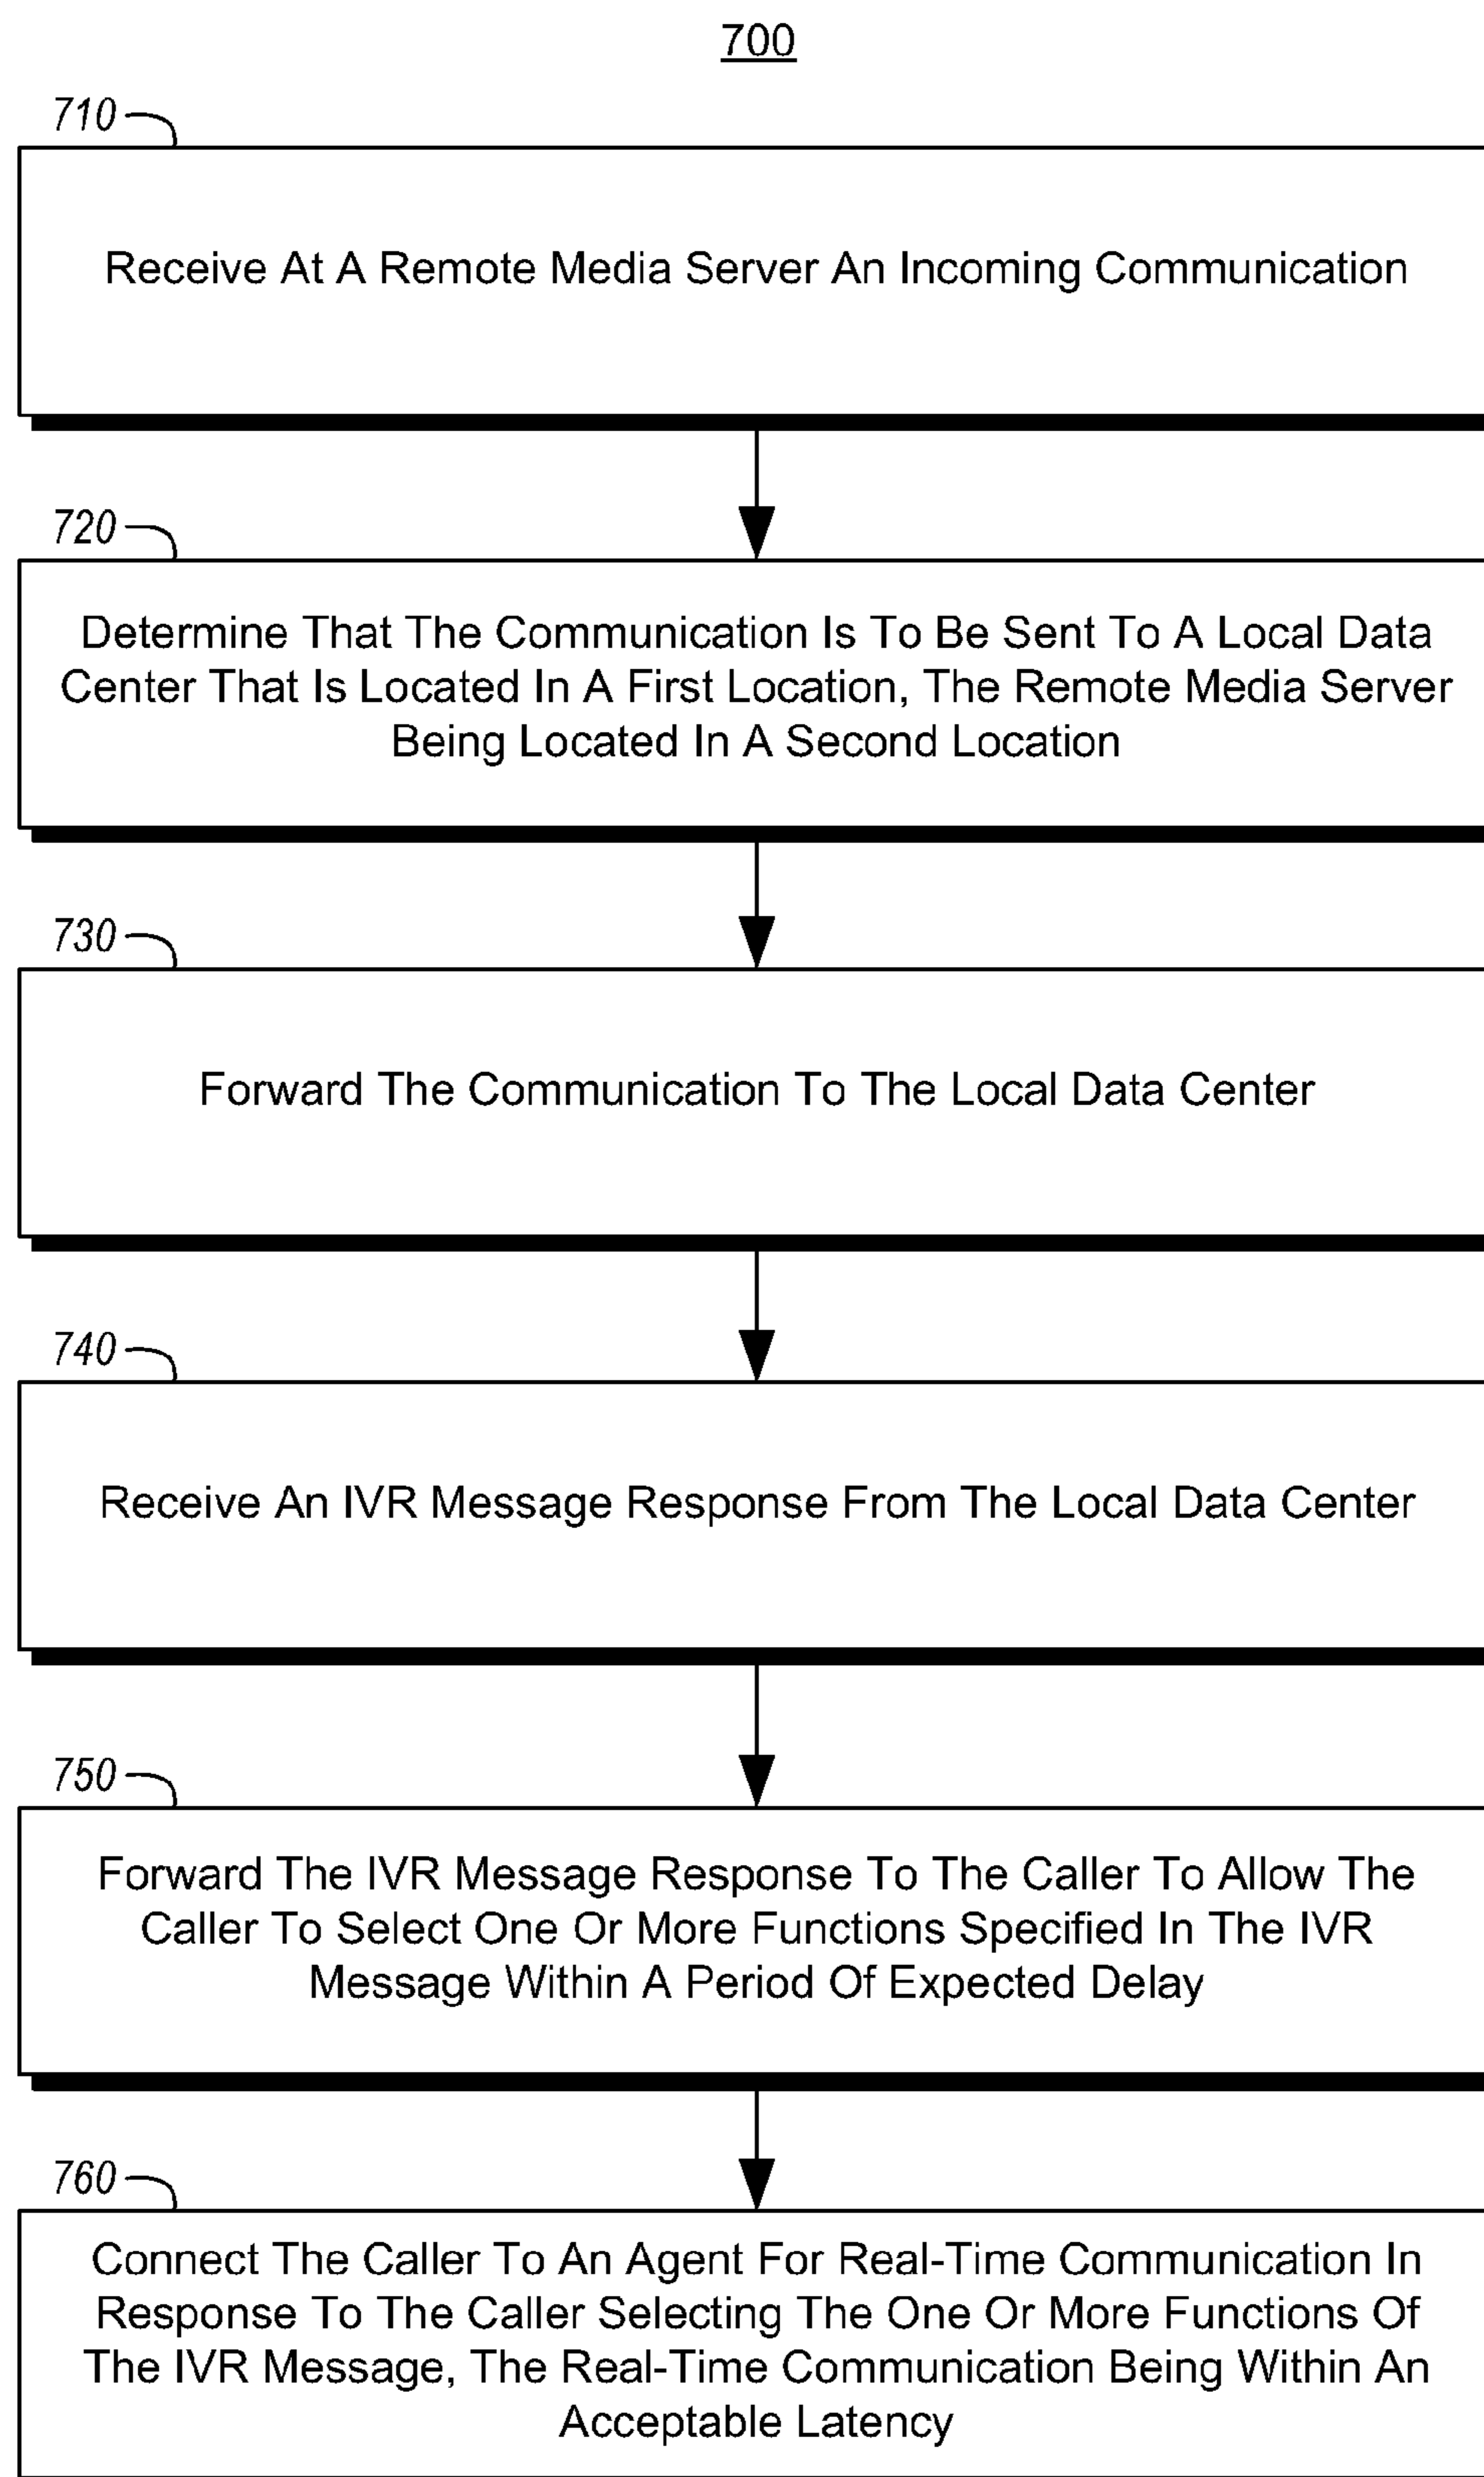 700
710
Receive At A Remote Media Server An Incoming Communication
720
Determine That The Communication Is To Be Sent To A Local Data
Center That Is Located In A First Location, The Remote Media Server
Being Located In A Second Location
730
Forward The Communication To The Local Data Center
740
Receive An IVR Message Response From The Local Data Center
750
Forward The IVR Message Response To The Caller To Allow The
Caller To Select One Or More Functions Specified In The IVR
Message Within A Period Of Expected Delay
760
Connect The Caller To An Agent For Real-Time Communication In
Response To The Caller Selecting The One Or More Functions Of
The IVR Message, The Real-Time Communication Being Within An
Acceptable Latency